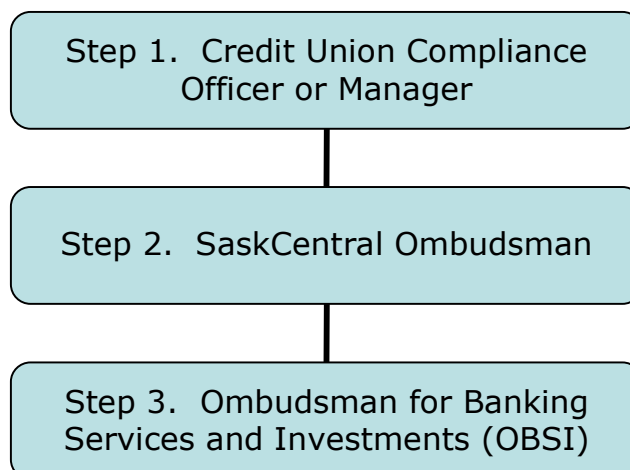 Step 1.  Credit Union Compliance
Officer or Manager
Step 2.  SaskCentral Ombudsman
Step 3.  Ombudsman for Banking
Services and Investments (OBSI)